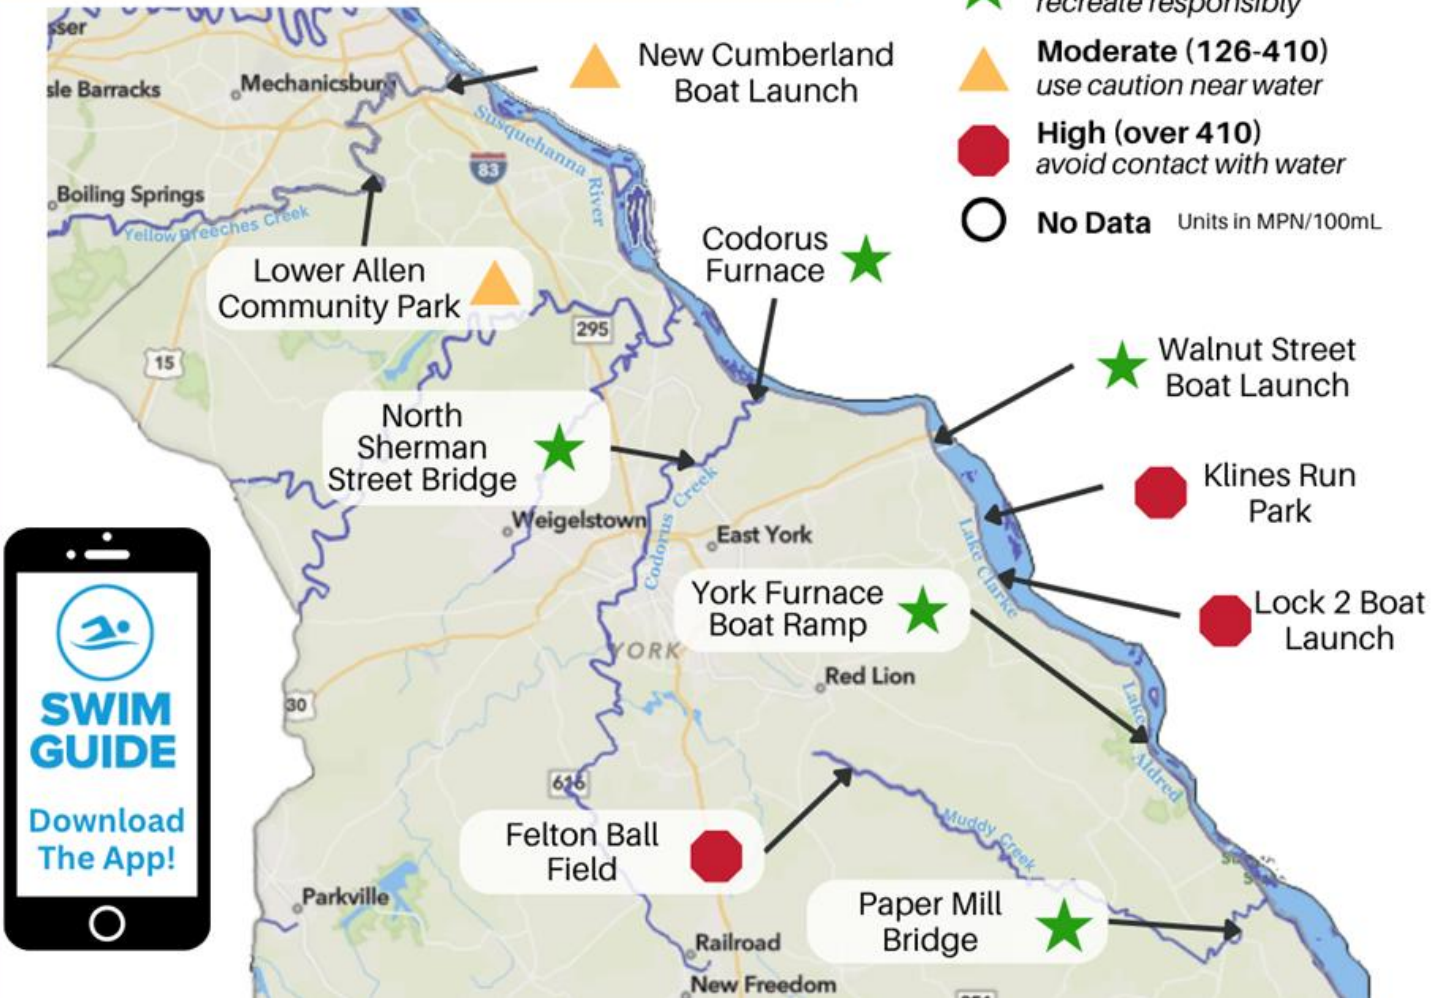 recreate responsibly
Moderate (126-410)
use caution near water
High (over 410)
avoid contact with water
No Data Units in MPN/100mL
New Cumberland
Boat Launch
sser
sle Barracks
Mechanicsburg
Susquehanna River
83
Boiling Springs
Yellow Breeches Creek
Lower Allen
Community Park
Codorus
Furnace
295
15
Walnut Street
Boat Launch
North
Sherman
Street Bridge
Klines Run
Park
Weigelstown
Codorus Creek
East York
Lake Clarke
York Furnace
Boat Ramp
Lock 2 Boat
Launch
YORK
Red Lion
30
Lake Aldred
616
SWIM
GUIDE
Download
The App!
Felton Ball
Field
Muddy Creek
Parkville
Paper Mill
Bridge
Railroad
New Freedom